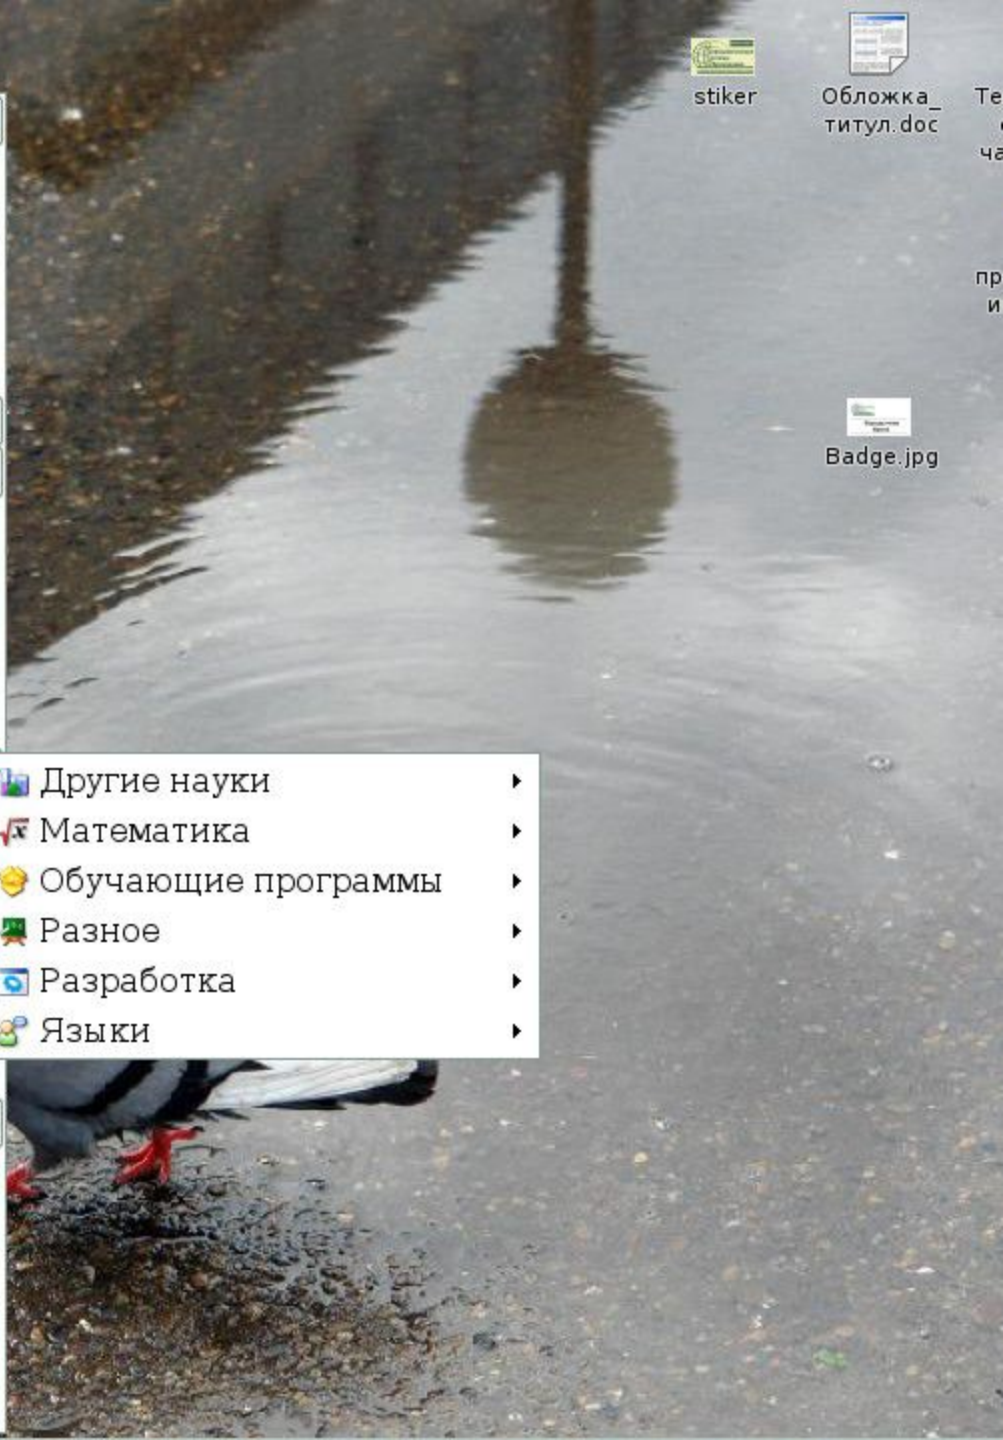 stiker
Обложка_
титул.doc
Badge.jpg
Другие науки
Математика
Обучающие программы
Разное
Разработка
Языки